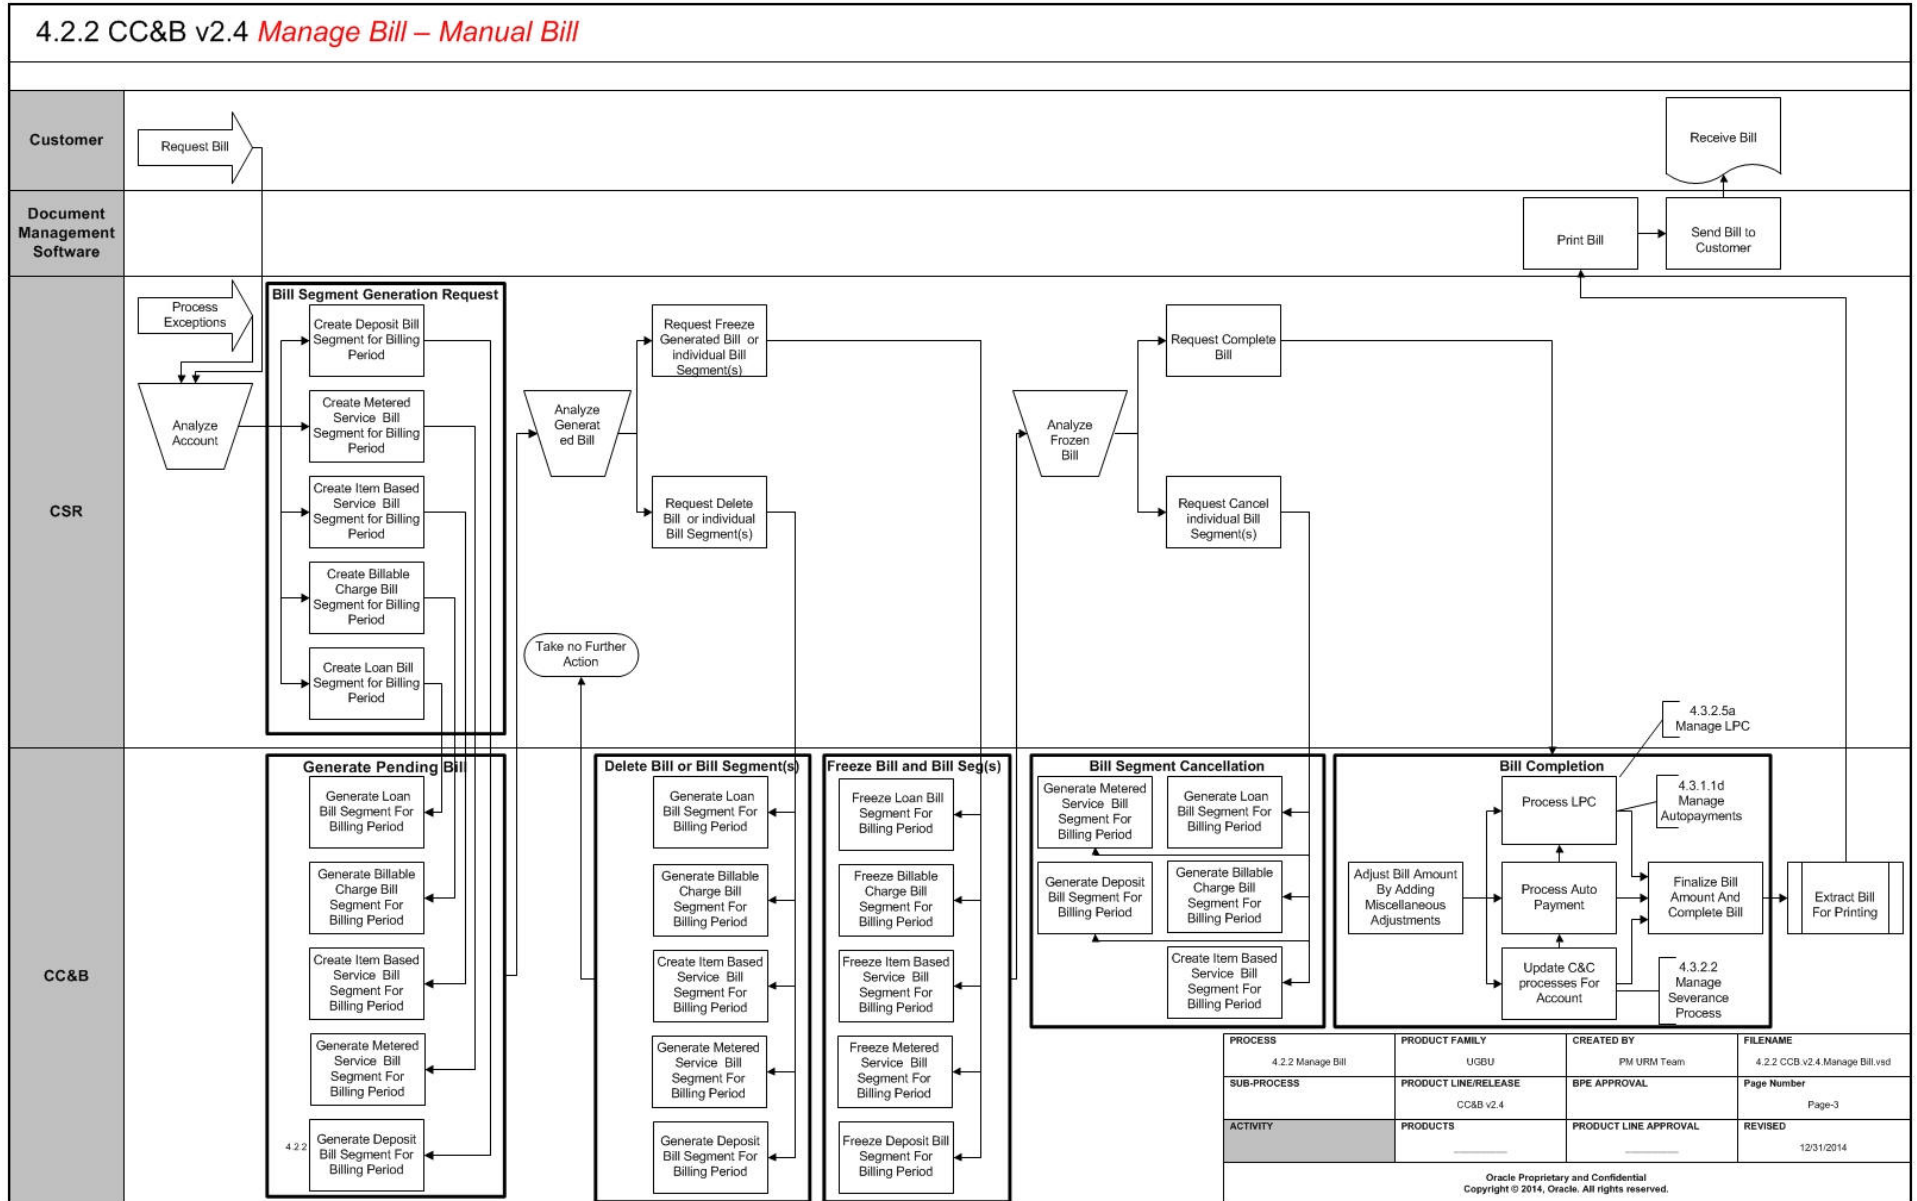 4.2.2 CC&B v2.4 Manage Bill – Manual Bill
Customer
Request Bill
Receive Bill
Document
Management
Software
Print Bill
Send Bill to
Customer
CSR
Process
Exceptions
Analyze
Account
Bill Segment Generation Request
Create Deposit Bill
Segment for Billing
Period
Create Metered
Service Bill
Segment for Billing
Period
Create Item Based
Service Bill
Segment for Billing
Period
Create Billable
Charge Bill
Segment for Billing
Period
Create Loan Bill
Segment for Billing
Period
Analyze
Generat
ed Bill
Request Freeze
Generated Bill or
individual Bill
Segment(s)
Request Delete
Bill or individual
Bill Segment(s)
Take no Further
Action
Analyze
Frozen
Bill
Request Complete
Bill
Request Cancel
individual Bill
Segment(s)
4.3.2.5a
Manage LPC
CC&B
Generate Pending Bill
Generate Loan
Bill Segment For
Billing Period
Generate Billable
Charge Bill
Segment For
Billing Period
Create Item Based
Service Bill
Segment For
Billing Period
Generate Metered
Service Bill
Segment For
Billing Period
4.2.2
Generate Deposit
Bill Segment For
Billing Period
Delete Bill or Bill Segment(s)
Generate Loan
Bill Segment For
Billing Period
Generate Billable
Charge Bill
Segment For
Billing Period
Create Item Based
Service Bill
Segment For
Billing Period
Generate Metered
Service Bill
Segment For
Billing Period
Generate Deposit
Bill Segment For
Billing Period
Freeze Bill and Bill Seg(s)
Freeze Loan Bill
Segment For
Billing Period
Freeze Billable
Charge Bill
Segment For
Billing Period
Freeze Item Based
Service Bill
Segment For
Billing Period
Freeze Metered
Service Bill
Segment For
Billing Period
Freeze Deposit Bill
Segment For
Billing Period
Bill Segment Cancellation
Generate Metered
Service Bill
Segment For
Billing Period
Generate Loan
Bill Segment For
Billing Period
Generate Deposit
Bill Segment For
Billing Period
Generate Billable
Charge Bill
Segment For
Billing Period
Create Item Based
Service Bill
Segment For
Billing Period
Bill Completion
Process LPC
4.3.1.1d
Manage
Autopayments
Adjust Bill Amount
By Adding
Miscellaneous
Adjustments
Process Auto
Payment
Finalize Bill
Amount And
Complete Bill
Extract Bill
For Printing
Update C&C
processes For
Account
4.3.2.2
Manage
Severance
Process
PROCESS
4.2.2 Manage Bill
PRODUCT FAMILY
UGBU
CREATED BY
PM URM Team
FILENAME
4.2.2 CCB.v2.4.Manage Bill.vsd
SUB-PROCESS
PRODUCT LINE/RELEASE
CC&B v2.4
BPE APPROVAL
Page Number
Page-3
ACTIVITY
PRODUCTS
PRODUCT LINE APPROVAL
REVISED
12/31/2014
Oracle Proprietary and Confidential
Copyright © 2014, Oracle. All rights reserved.